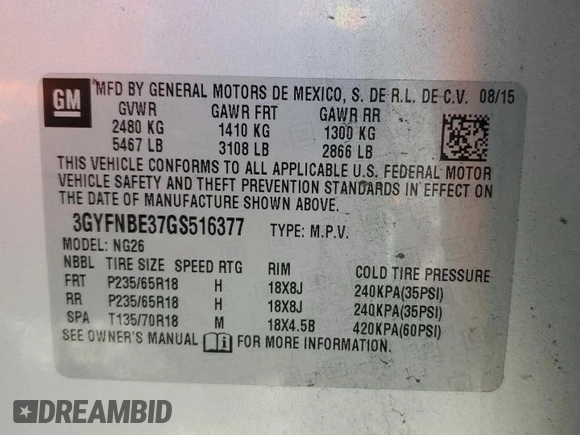 GM MFD BY GENERAL MOTORS DE MEXICO, S. DE R.L. DE C.V. 08/15
GVWR GAWR FRT GAWR RR
2480 KG 1410 KG 1300 KG
5467 LB 3108 LB 2866 LB
THIS VEHICLE CONFORMS TO ALL APPLICABLE U.S. FEDERAL MOTOR
VEHICLE SAFETY AND THEFT PREVENTION STANDARDS IN EFFECT ON
THE DATE OF MANUFACTURE SHOWN ABOVE.
3GYFNBE37GS516377 TYPE: M.P.V.
MODEL: NG26
NBBL TIRE SIZE SPEED RTG RIM COLD TIRE PRESSURE
FRT P235/65R18 H 18X8J 240KPA(35PSI)
RR P235/65R18 H 18X8J 240KPA(35PSI)
SPA T135/70R18 M 18X4.5B 420KPA(60PSI)
SEE OWNER'S MANUAL FOR MORE INFORMATION
DREAMBID